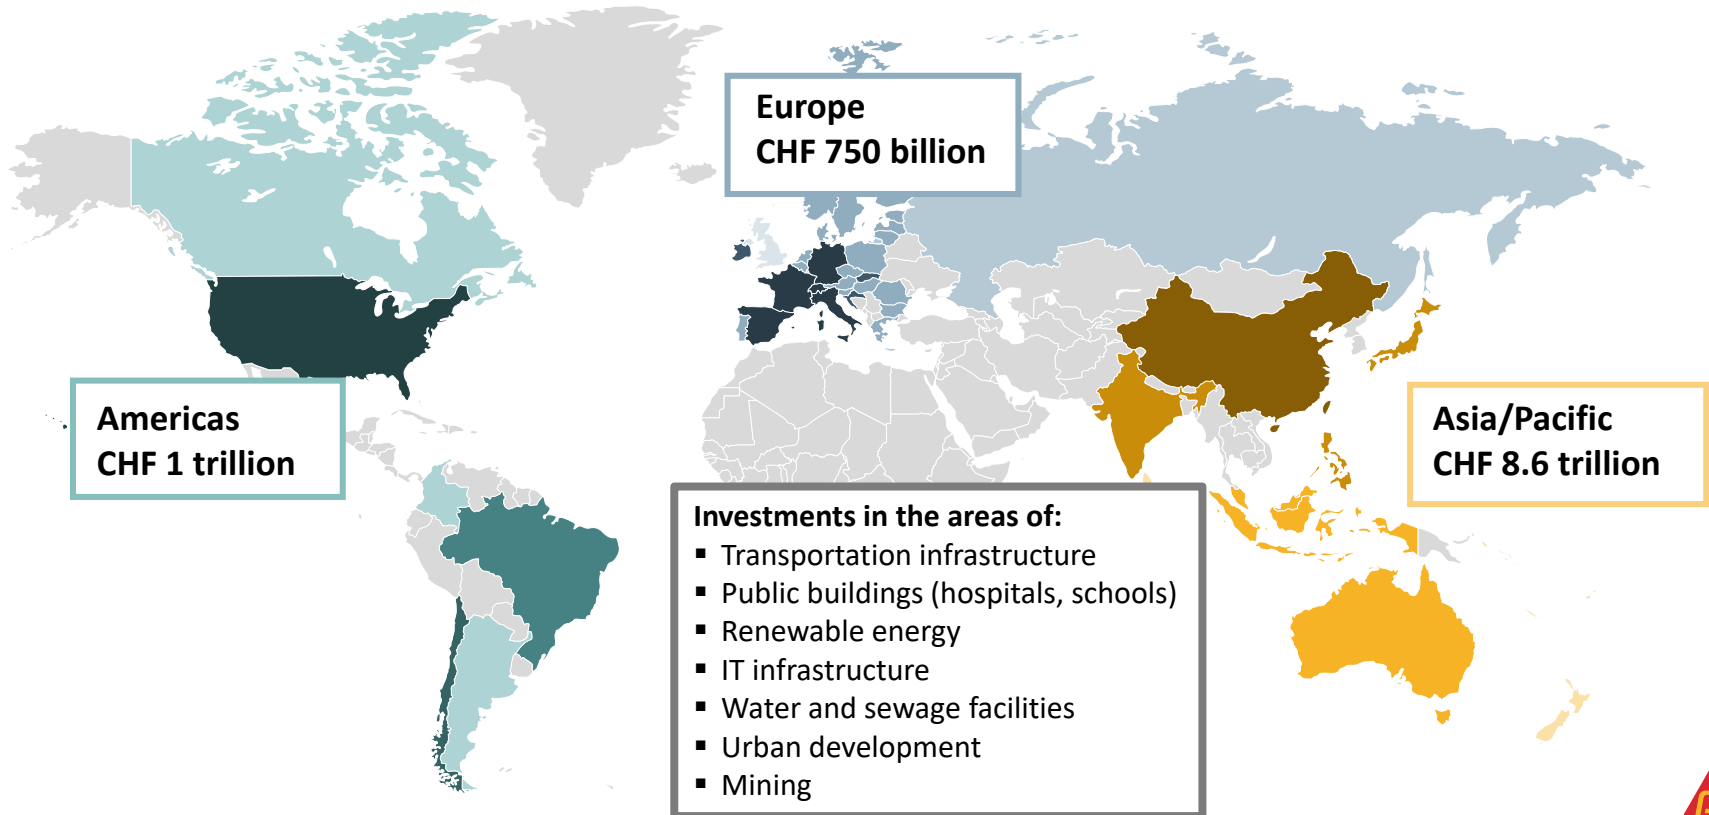 Europe
CHF 750 billion
Americas
CHF 1 trillion
Asia/Pacific
CHF 8.6 trillion
Investments in the areas of:
▪ Transportation infrastructure
▪ Public buildings (hospitals, schools)
▪ Renewable energy
▪ IT infrastructure
▪ Water and sewage facilities
▪ Urban development
▪ Mining